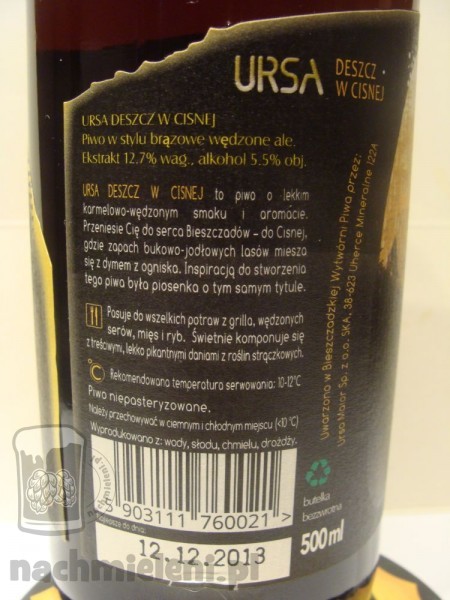 URSA DESZCZ
W CISNEJ
URSA DESZCZ W CISNEJ
Piwo w stylu brązowe wędzone ale.
Ekstrakt 12.7% wag., alkohol 5.5% obj.
URSA DESZCZ W CISNEJ to piwo o lekkim
karmelowo-wędzonym smaku i aromacie.
Przeniesie Cię do serca Bieszczadów – do Cisnej,
gdzie zapach bukowo-jodłowych lasów miesza
się z dymem z ogniska. Inspiracją do stworzenia
tego piwa była piosenka o tym samym tytule.
Pasuje do wszelkich potraw z grilla, wędzonych
serów, mięs i ryb. Świetnie komponuje się
z treściwymi, lekko pikantnymi daniami z roślin strączkowych.
°C Rekomendowana temperatura serwowania: 10-12°C
Piwo niepasteryzowane.
Należy przechowywać w ciemnym i chłodnym miejscu (<10 °C)
Wyprodukowano z: wody, słodu, chmielu, drożdży.
5 903111 760021 >
Najlepsze do dnia:
12.12.2013
butelka
bezzwrotna
500 ml
Uwarzono w Bieszczadzkiej Wytwórni Piwa przez:
Ursa Maior Sp. z o.o. SKA, 38-623 Uherce Mineralne 122A
nachmieleni.pl